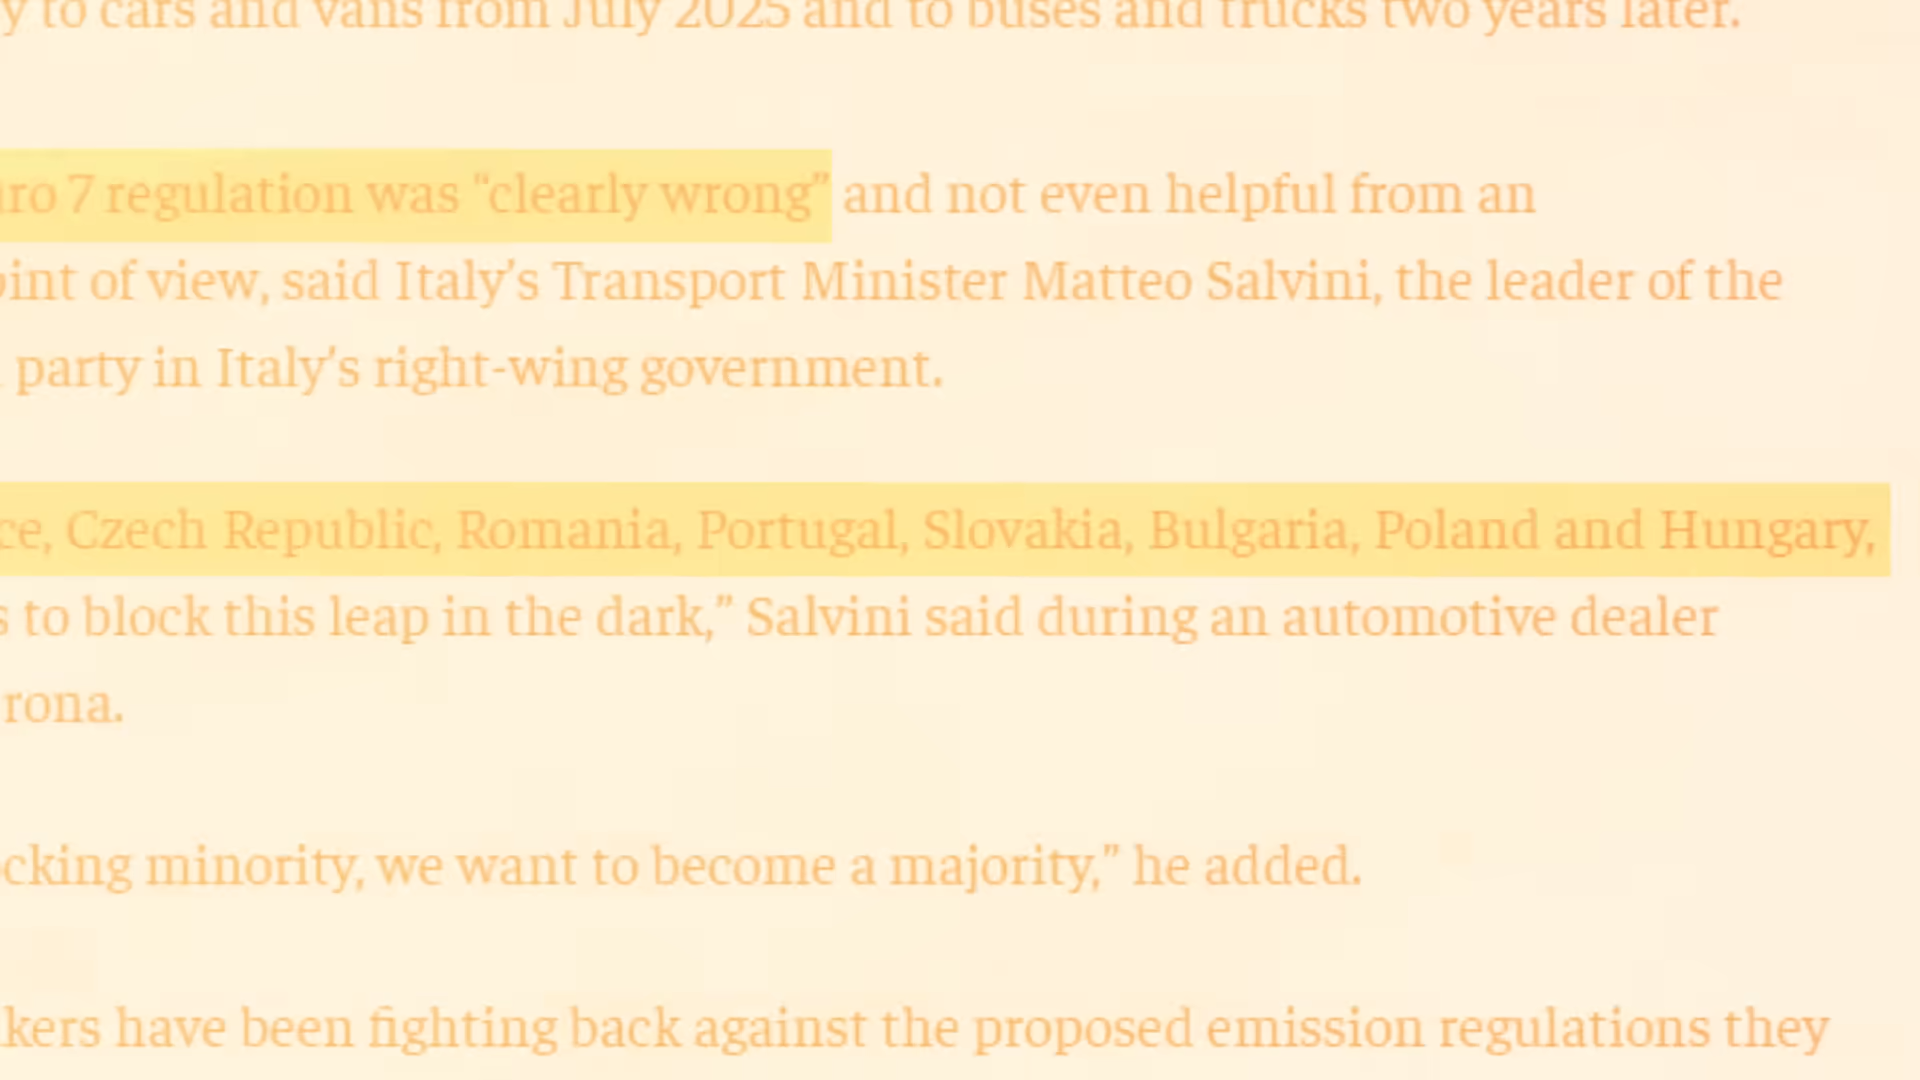 y to cars and vans from July 2025 and to buses and trucks two years later.
uro 7 regulation was "clearly wrong” and not even helpful from an
oint of view, said Italy’s Transport Minister Matteo Salvini, the leader of the
party in Italy’s right-wing government.
ce, Czech Republic, Romania, Portugal, Slovakia, Bulgaria, Poland and Hungary,
s to block this leap in the dark,” Salvini said during an automotive dealer
rona.
ocking minority, we want to become a majority,” he added.
kers have been fighting back against the proposed emission regulations they